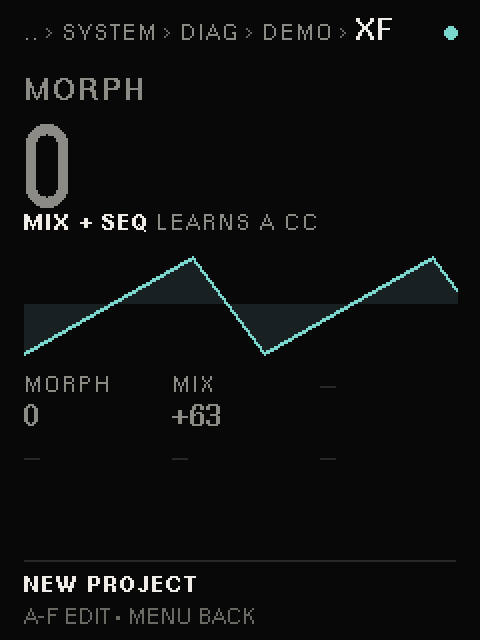 ..› SYSTEM › DIAG › DEMO › XF
MORPH
0
MIX + SEQ LEARNS A CC
MORPH MIX —
0 +63
— — —
NEW PROJECT
A-F EDIT · MENU BACK